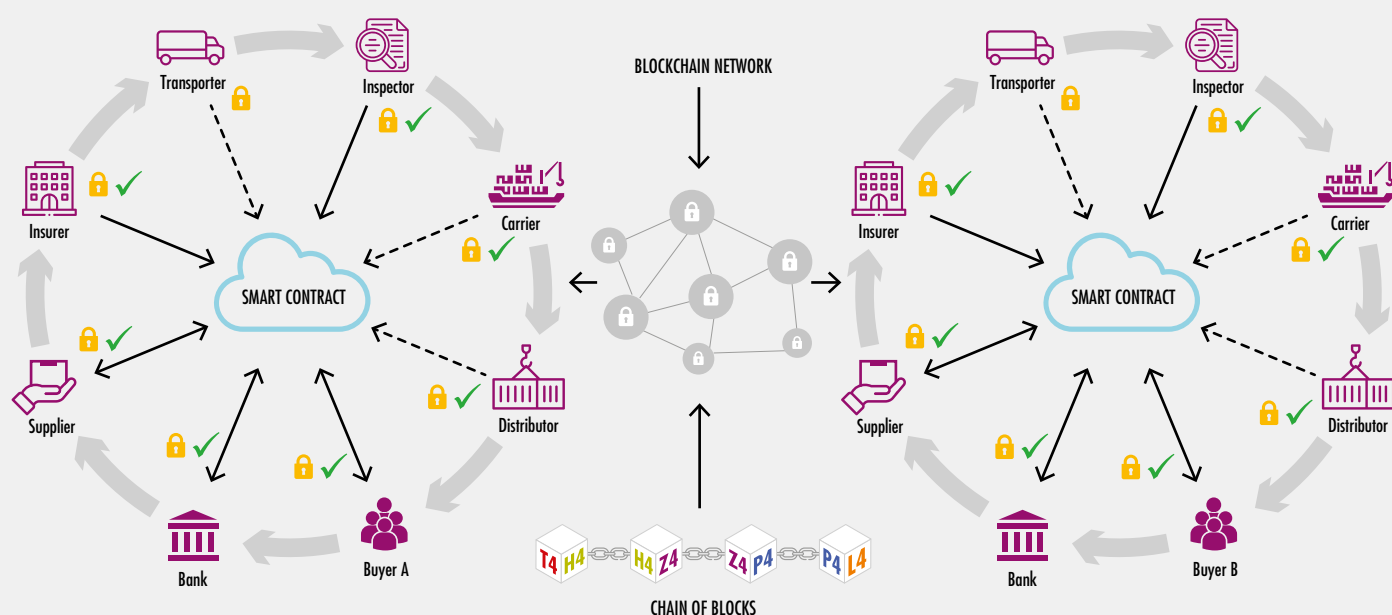 Transporter
Inspector
BLOCKCHAIN NETWORK
Transporter
Inspector
Insurer
Carrier
Insurer
Carrier
SMART CONTRACT
SMART CONTRACT
Supplier
Distributor
Supplier
Distributor
Bank
Buyer A
T4 H4
H4 Z4
Z4 P4
P4 L4
Bank
Buyer B
CHAIN OF BLOCKS